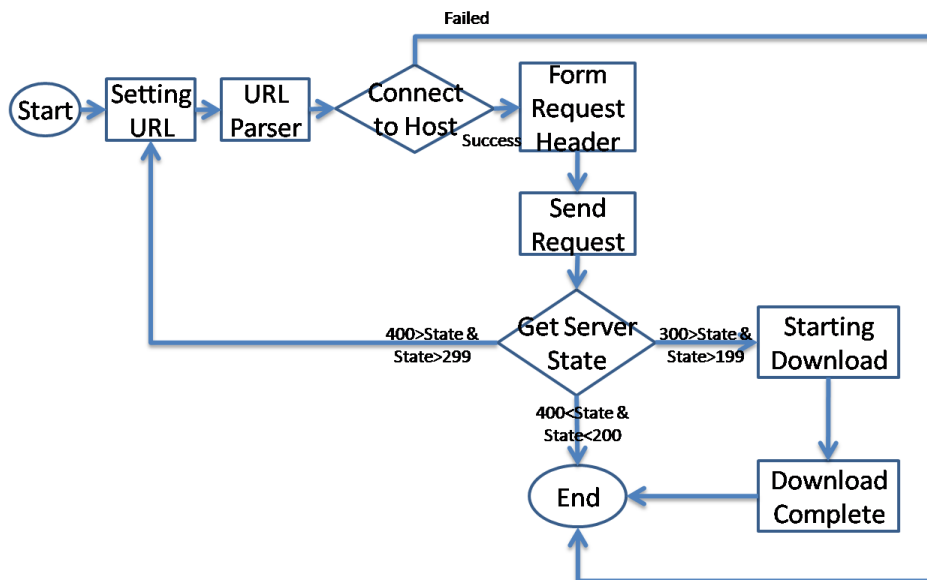 Failed
Start
Setting
URL
URL
Parser
Connect
to Host
Success
Form
Request
Header
Send
Request
Get Server
State
400>State &
State>299
300>State &
State>199
400<State &
State<200
Starting
Download
Download
Complete
End